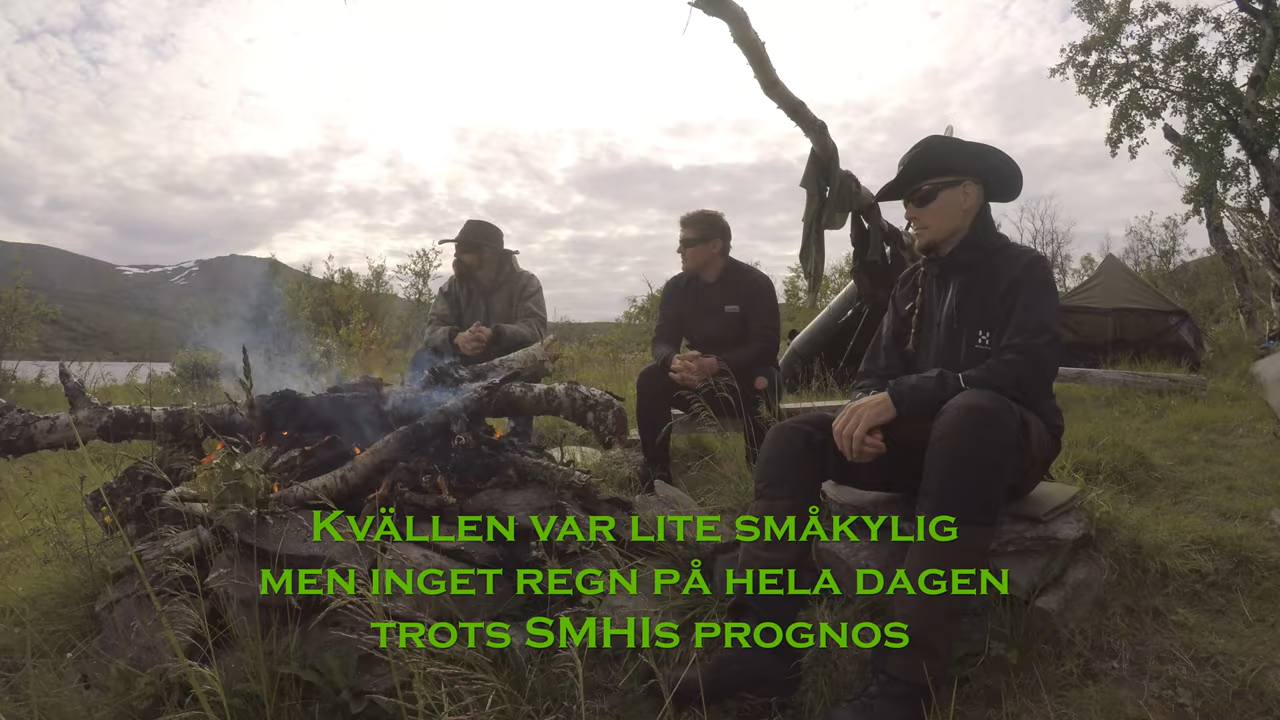 Kvällen var lite småkylig
men inget regn på hela dagen
trots SMHIs prognos